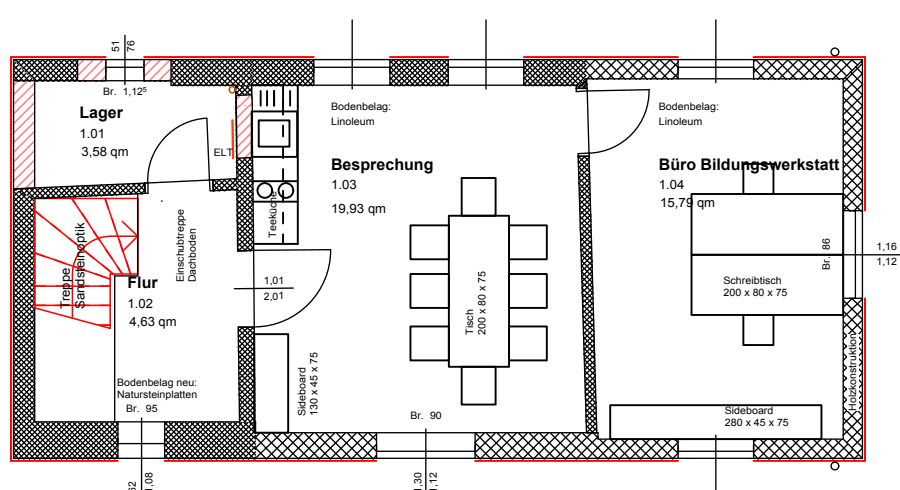 51
76
Br. 1,12⁵
Lager
1.01
3,58 qm
ELT
Bodenbelag:
Linoleum
Besprechung
1.03
19,93 qm
Bodenbelag:
Linoleum
Büro Bildungswerkstatt
1.04
15,79 qm
Teeküche
Einschubtreppe
Dachboden
Treppe
Sandsteinoptik
Flur
1.02
4,63 qm
1,01
2,01
Tisch
200 x 80 x 75
Br. 86
1,16
1,12
Schreibtisch
200 x 80 x 75
Holzkonstruktion
Sideboard
130 x 45 x 75
Bodenbelag neu:
Natursteinplatten
Br. 95
Br. 90
Sideboard
280 x 45 x 75
62
1,08
1,30
1,12